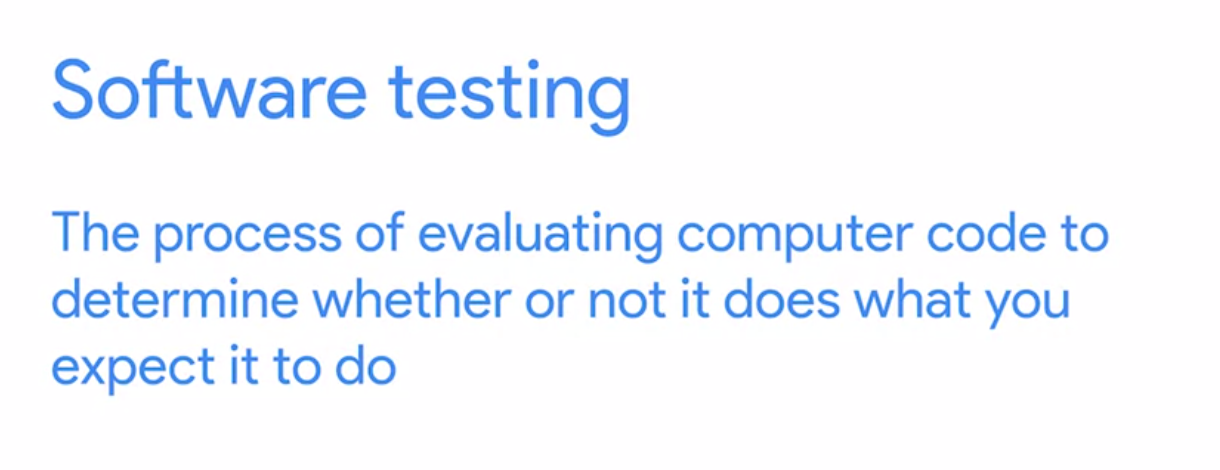 Software testing
The process of evaluating computer code to
determine whether or not it does what you
expect it to do